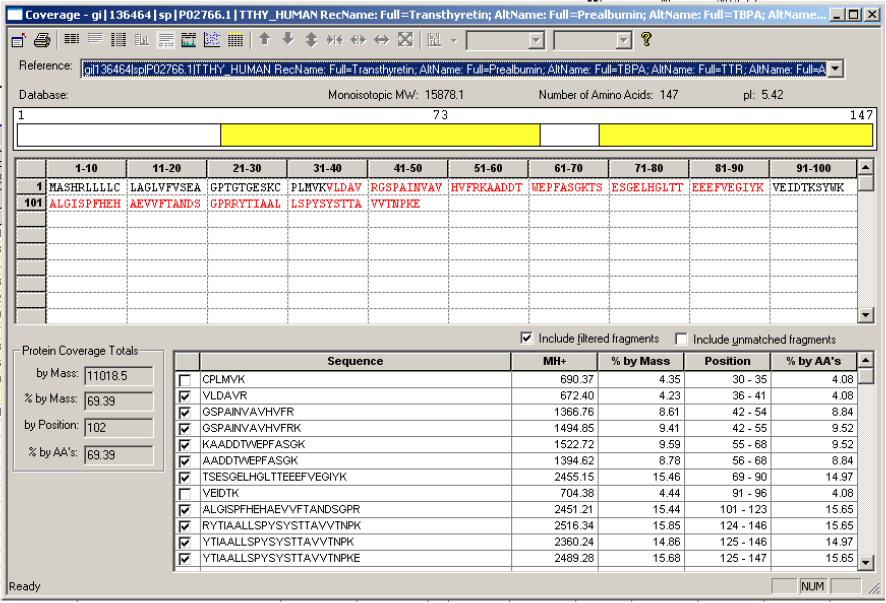 Coverage - gi|136464|sp|P02766.1|TTHY_HUMAN RecName: Full=Transthyretin; AltName: Full=Prealbumin; AltName: Full=TBPA; AltName...
Reference: gi|136464|sp|P02766.1|TTHY_HUMAN RecName: Full=Transthyretin; AltName: Full=Prealbumin; AltName: Full=TBPA; AltName: Full=TTR; AltName: Full=A
Database: Monoisotopic MW: 15878.1 Number of Amino Acids: 147 pI: 5.42
1 73 147
1-10 11-20 21-30 31-40 41-50 51-60 61-70 71-80 81-90 91-100
1 MASHRLLLLC LAGLVFVSEA GPTGTGESKC PLMVKVLDAV RGSPAINVAV HVFRKAADDT WEPFASGKTS ESGELHGLTT EEEFVEGIYK VEIDTKSYWK
101 ALGISPFHEH AEVVFTANDS GPRRYTIAAL LSPYSYSTTA VVTNPKE
Include filtered fragments Include unmatched fragments
Protein Coverage Totals
by Mass: 11018.5
% by Mass: 69.39
by Position: 102
% by AA's: 69.39
Sequence MH+ % by Mass Position % by AA's
CPLMVK 690.37 4.35 30 - 35 4.08
VLDAVR 672.40 4.23 36 - 41 4.08
GSPAINVAVHVFR 1366.76 8.61 42 - 54 8.84
GSPAINVAVHVFRK 1494.85 9.41 42 - 55 9.52
KAADDTWEPFASGK 1522.72 9.59 55 - 68 9.52
AADDTWEPFASGK 1394.62 8.78 56 - 68 8.84
TSESGELHGLTTEEEFVEGIYK 2455.15 15.46 69 - 90 14.97
VEIDTK 704.38 4.44 91 - 96 4.08
ALGISPFHEHAEVVFTANDSGPR 2451.21 15.44 101 - 123 15.65
RYTIAALLSPYSYSTTAVVTNPK 2516.34 15.85 124 - 146 15.65
YTIAALLSPYSYSTTAVVTNPK 2360.24 14.86 125 - 146 14.97
YTIAALLSPYSYSTTAVVTNPKE 2489.28 15.68 125 - 147 15.65
Ready NUM